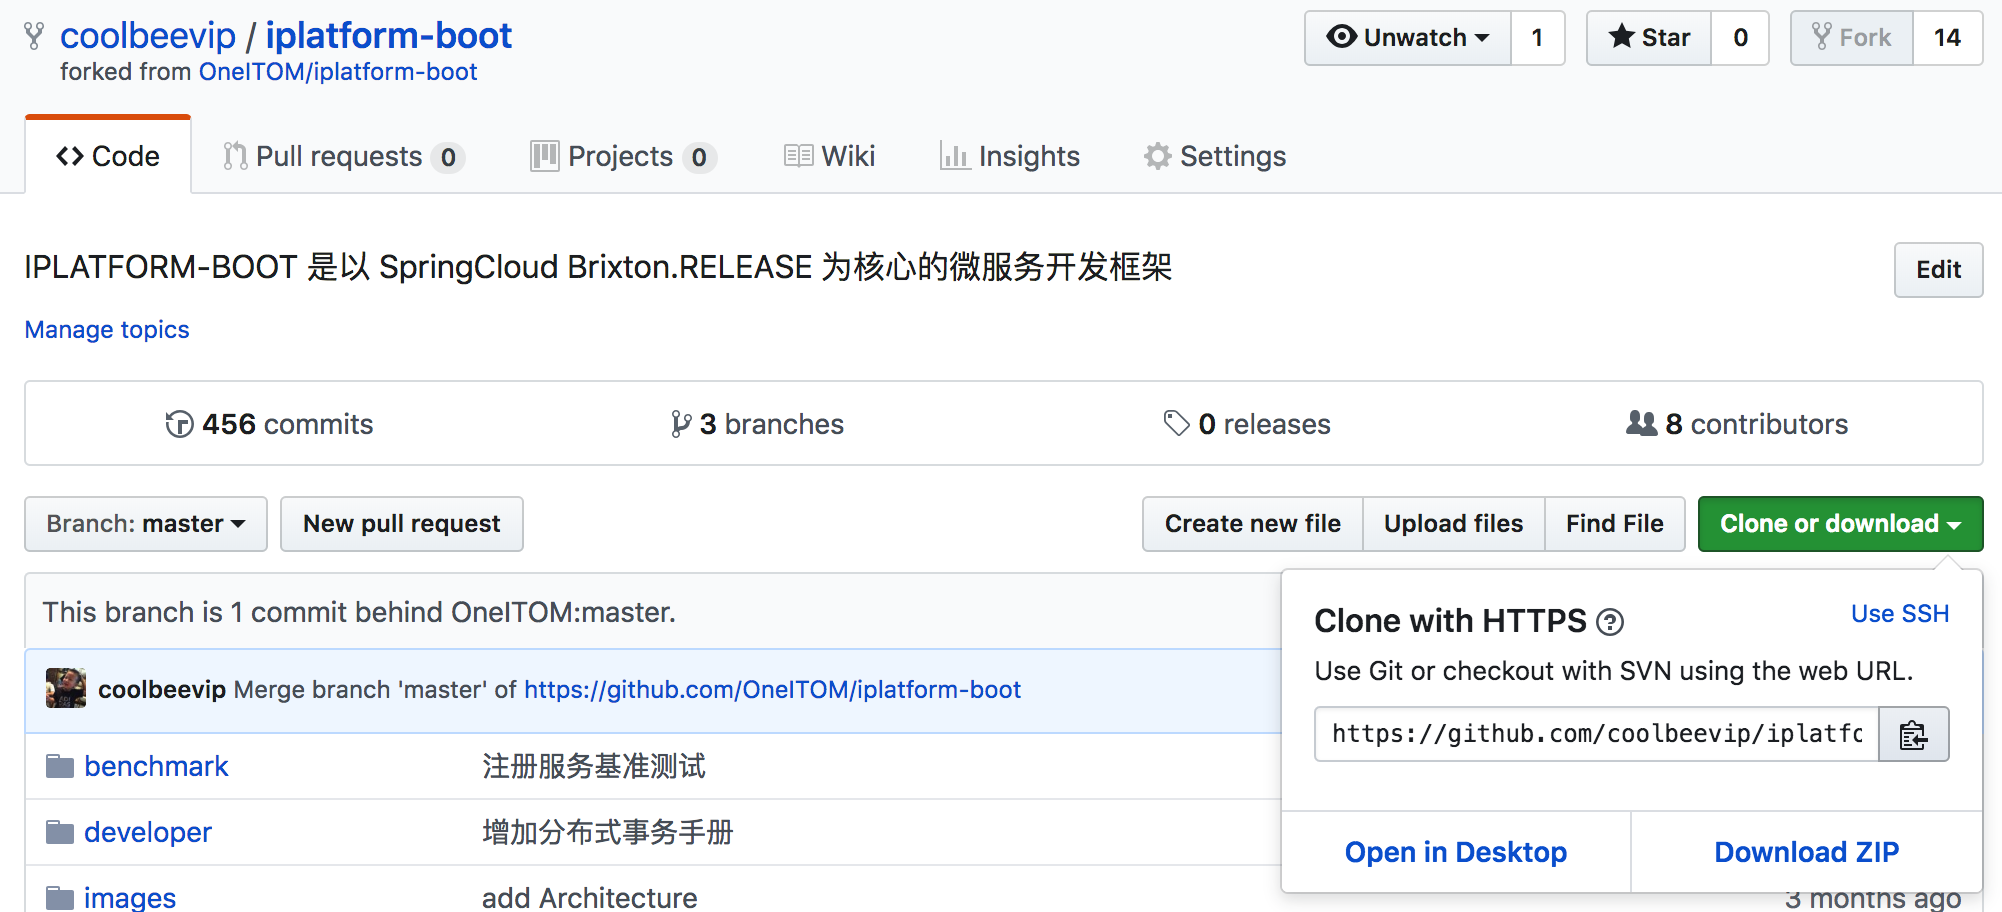 coolbeevip / iplatform-boot
Unwatch 1
Star 0
Fork 14
forked from OneITOM/iplatform-boot
Code
Pull requests 0
Projects 0
Wiki
Insights
Settings
IPLATFORM-BOOT 是以 SpringCloud Brixton.RELEASE 为核心的微服务开发框架
Edit
Manage topics
456 commits
3 branches
0 releases
8 contributors
Branch: master
New pull request
Create new file
Upload files
Find File
Clone or download
This branch is 1 commit behind OneITOM:master.
coolbeevip Merge branch 'master' of https://github.com/OneITOM/iplatform-boot
benchmark 注册服务基准测试
developer 增加分布式事务手册
images add Architecture
3 months ago
Clone with HTTPS
Use SSH
Use Git or checkout with SVN using the web URL.
https://github.com/coolbeevip/iplatfo
Open in Desktop
Download ZIP